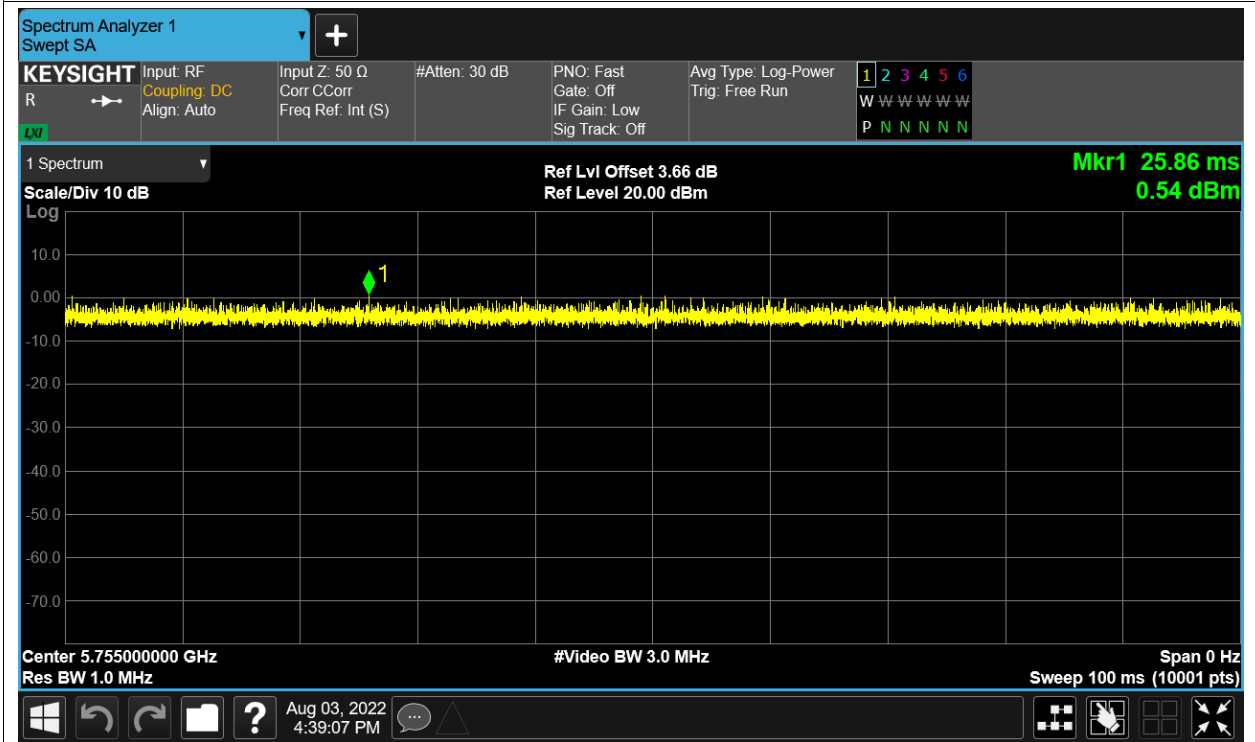 Spectrum Analyzer 1
Swept SA
+
KEYSIGHT
R
LXI
Input: RF
Coupling: DC
Align: Auto
Input Z: 50 Ω
Corr CCorr
Freq Ref: Int (S)
#Atten: 30 dB
PNO: Fast
Gate: Off
IF Gain: Low
Sig Track: Off
Avg Type: Log-Power
Trig: Free Run
1 2 3 4 5 6
W W W W W W
P N N N N N
1 Spectrum
Scale/Div 10 dB
Ref Lvl Offset 3.66 dB
Ref Level 20.00 dBm
Mkr1 25.86 ms
0.54 dBm
Log
10.0
1
0.00
-10.0
-20.0
-30.0
-40.0
-50.0
-60.0
-70.0
Center 5.755000000 GHz
Res BW 1.0 MHz
#Video BW 3.0 MHz
Span 0 Hz
Sweep 100 ms (10001 pts)
?
Aug 03, 2022
4:39:07 PM